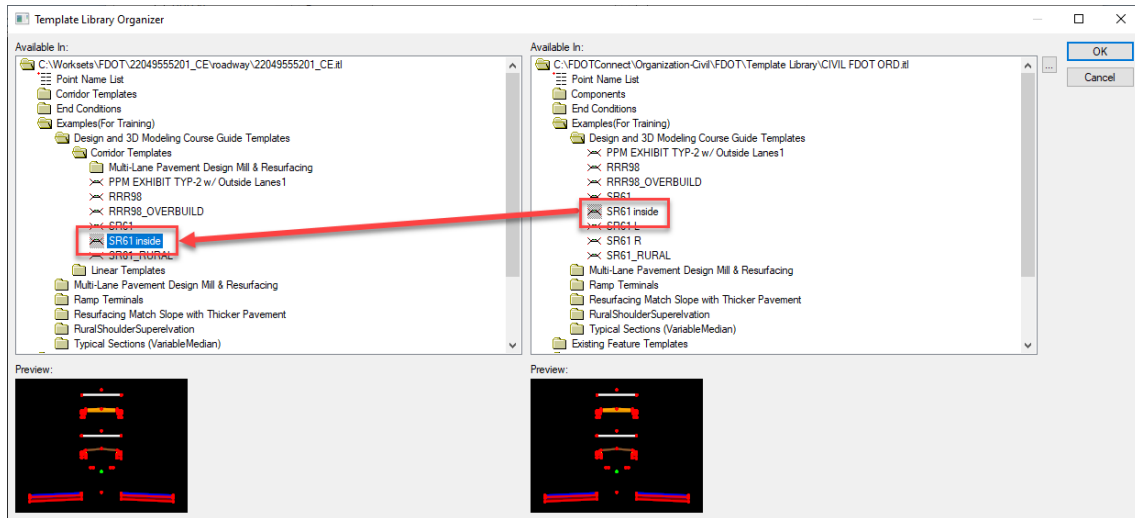 Template Library Organizer
Available In:
C:\Worksets\FDOT\22049555201_CE\roadway\22049555201_CE.itl
Point Name List
Corridor Templates
End Conditions
Examples(For Training)
Design and 3D Modeling Course Guide Templates
Corridor Templates
Multi-Lane Pavement Design Mill & Resurfacing
PPM EXHIBIT TYP-2 w/ Outside Lanes1
RRR98
RRR98_OVERBUILD
SR61
SR61 inside
SR61_RURAL
Linear Templates
Multi-Lane Pavement Design Mill & Resurfacing
Ramp Terminals
Resurfacing Match Slope with Thicker Pavement
RuralShoulderSuperelvation
Typical Sections (VariableMedian)
Preview:
Available In:
C:\FDOTConnect\Organization-Civil\FDOT\Template Library\CIVIL FDOT ORD.itl
Point Name List
Components
End Conditions
Examples(For Training)
Design and 3D Modeling Course Guide Templates
PPM EXHIBIT TYP-2 w/ Outside Lanes1
RRR98
RRR98_OVERBUILD
SR61
SR61 inside
SR61 L
SR61 R
SR61_RURAL
Multi-Lane Pavement Design Mill & Resurfacing
Ramp Terminals
Resurfacing Match Slope with Thicker Pavement
RuralShoulderSuperelvation
Typical Sections (VariableMedian)
Existing Feature Templates
Preview:
...
OK
Cancel